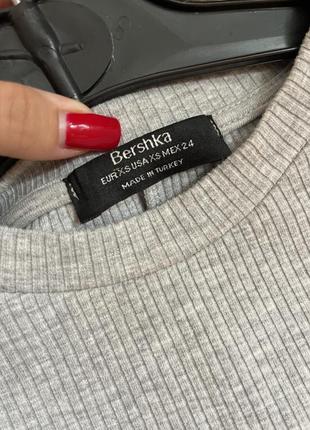 Bershka
EUR XS USA XS MEX 24
MADE IN TURKEY